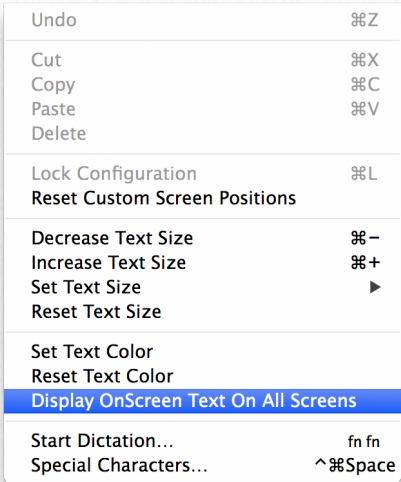 Undo ⌘Z
Cut ⌘X
Copy ⌘C
Paste ⌘V
Delete
Lock Configuration ⌘L
Reset Custom Screen Positions
Decrease Text Size ⌘−
Increase Text Size ⌘+
Set Text Size ▶
Reset Text Size
Set Text Color
Reset Text Color
Display OnScreen Text On All Screens
Start Dictation… fn fn
Special Characters… ^⌘Space